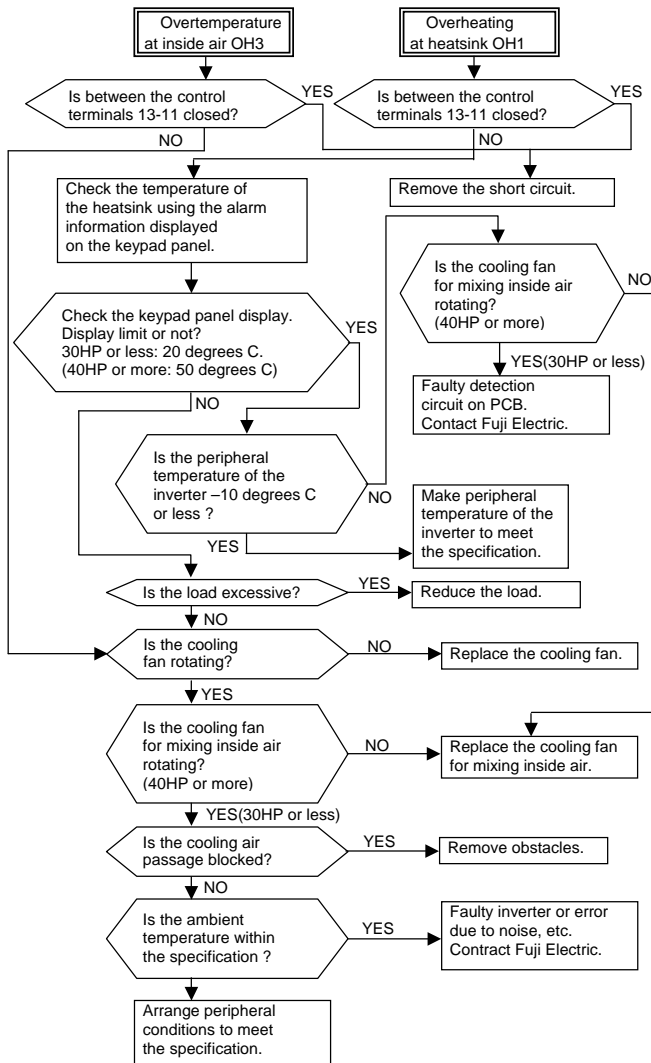 Overtemperature
at inside air OH3
Overheating
at heatsink OH1
Is between the control
terminals 13-11 closed?
YES
Is between the control
terminals 13-11 closed?
YES
NO
NO
Check the temperature of
the heatsink using the alarm
information displayed
on the keypad panel.
Remove the short circuit.
Is the cooling fan
for mixing inside air
rotating?
(40HP or more)
NO
Check the keypad panel display.
Display limit or not?
30HP or less: 20 degrees C.
(40HP or more: 50 degrees C)
YES
YES(30HP or less)
NO
Faulty detection
circuit on PCB.
Contact Fuji Electric.
Is the peripheral
temperature of the
inverter –10 degrees C
or less ?
NO
YES
Make peripheral
temperature of the
inverter to meet
the specification.
Is the load excessive?
YES
Reduce the load.
NO
Is the cooling
fan rotating?
NO
Replace the cooling fan.
YES
Is the cooling fan
for mixing inside air
rotating?
(40HP or more)
NO
Replace the cooling fan
for mixing inside air.
YES(30HP or less)
Is the cooling air
passage blocked?
YES
Remove obstacles.
NO
Is the ambient
temperature within
the specification ?
YES
Faulty inverter or error
due to noise, etc.
Contract Fuji Electric.
Arrange peripheral
conditions to meet
the specification.